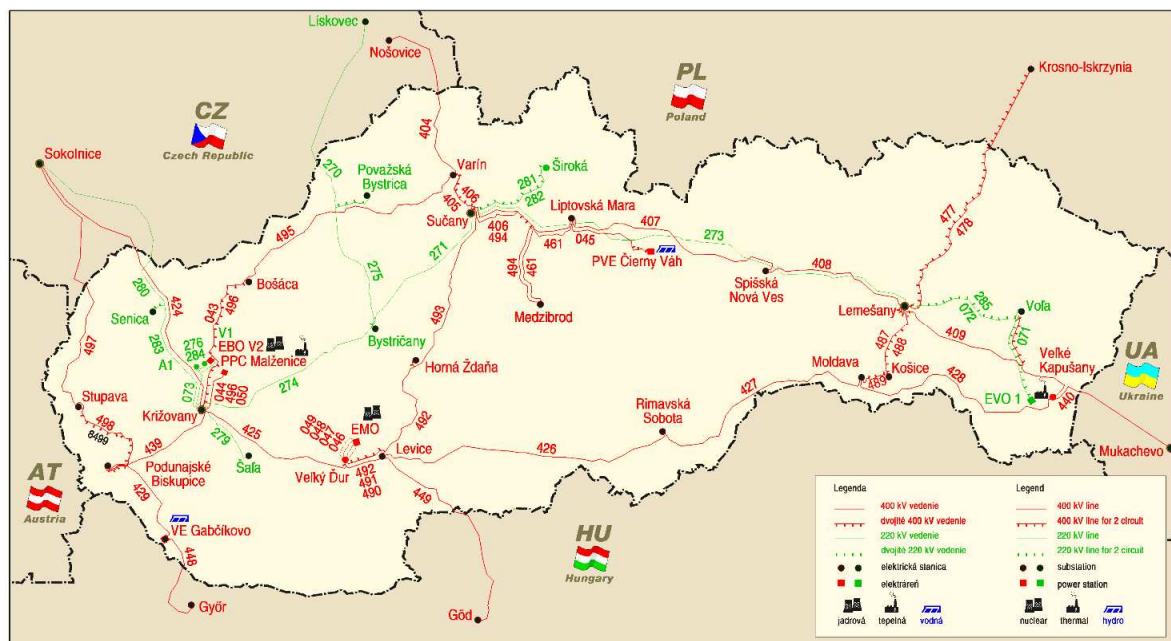 Lískovec
Nošovice
CZ
Czech Republic
PL
Poland
Krosno-Iskrzynia
Sokolnice
404
270
Považská
Bystrica
Varín
406
405
Široká
281
282
Sučany
Liptovská Mara
406
494
461
045
407
273
PVE Čierny Váh
477
478
495
271
275
493
494
461
Medzibrod
Spišská
Nová Ves
408
Lemešany
285
072
Voľa
071
409
280
424
Senica
283
043
496
Bošáca
V1
276
284
A1
EBO V2
PPC Malženice
Bystričany
Horná Ždaňa
497
Stupava
498
8499
073
044
496
050
Križovany
274
279
Šaľa
425
439
492
487
488
Moldava
489
Košice
428
Veľké
Kapušany
EVO 1
440
UA
Ukraine
Mukachevo
427
Rimavská
Sobota
426
049
048
047
046
EMO
Levice
Veľký Ďur
492
491
490
449
AT
Austria
Podunajské
Biskupice
429
VE Gabčíkovo
448
Győr
HU
Hungary
Göd
Legenda
400 kV vedenie
dvojité 400 kV vedenie
220 kV vedenie
dvojité 220 kV vedenie
elektrická stanica
elektráreň
jadrová
tepelná
vodná
Legend
400 kV line
400 kV line for 2 circuit
220 kV line
220 kV line for 2 circuit
substation
power station
nuclear
thermal
hydro